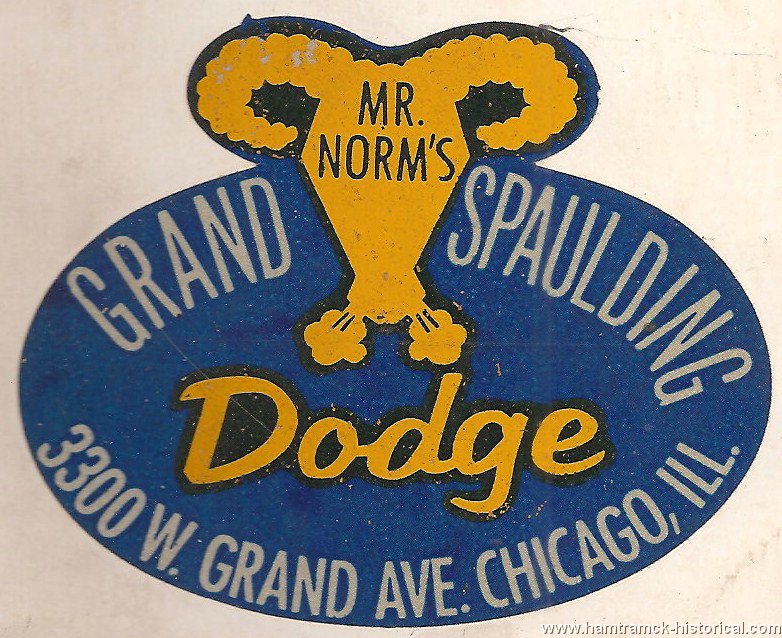 MR.
NORM'S
GRAND SPAULDING
Dodge
3300 W. GRAND AVE. CHICAGO, ILL.
www.hamtramck-historical.com